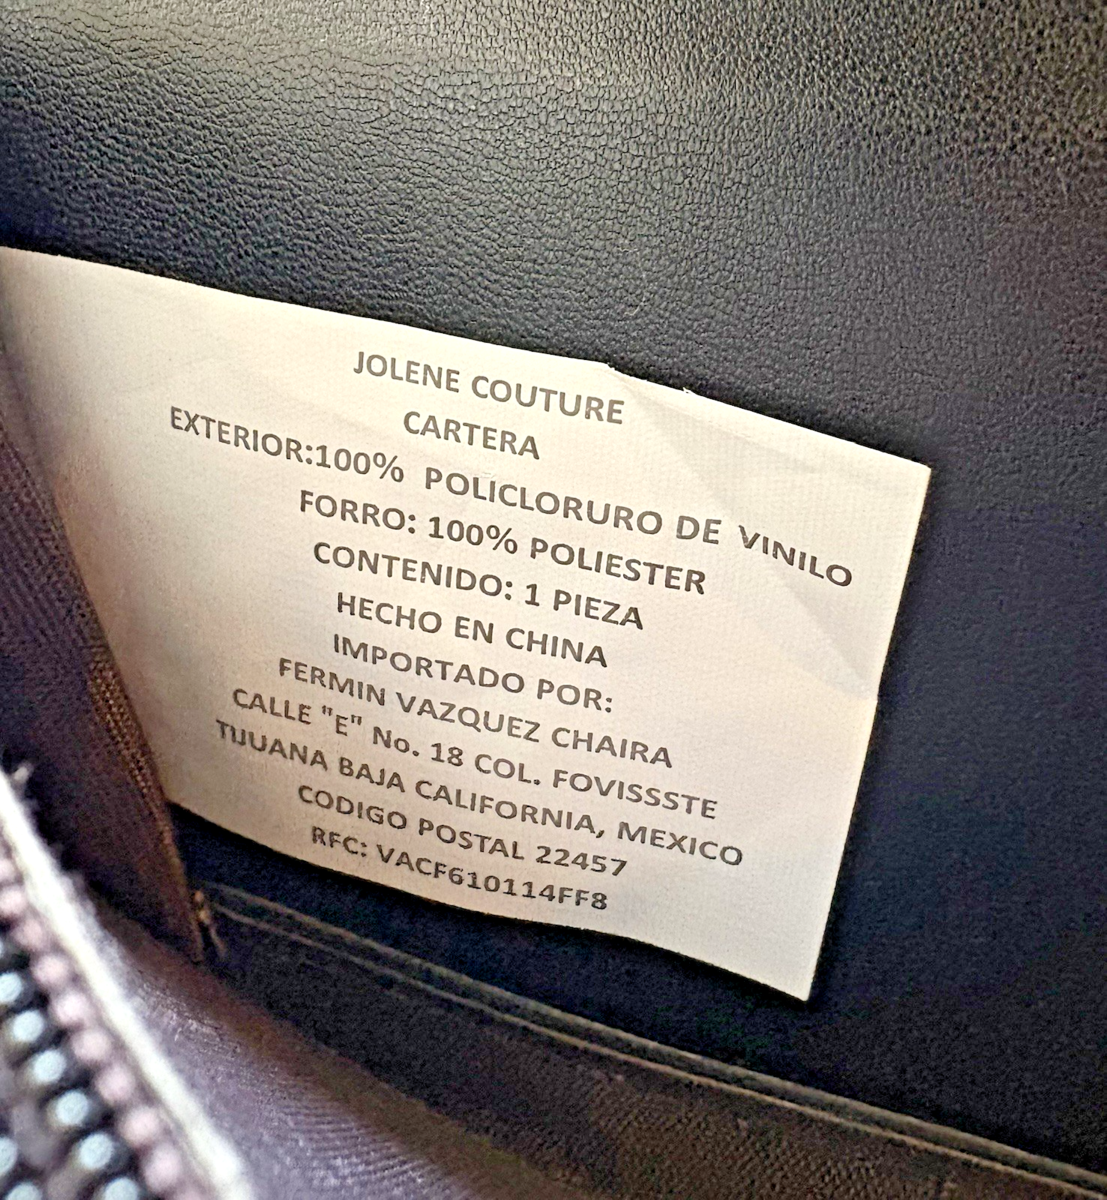 JOLENE COUTURE
CARTERA
EXTERIOR:100% POLICLORURO DE VINILO
FORRO: 100% POLIESTER
CONTENIDO: 1 PIEZA
HECHO EN CHINA
IMPORTADO POR:
FERMIN VAZQUEZ CHAIRA
CALLE "E" No. 18 COL. FOVISSSTE
TIJUANA BAJA CALIFORNIA, MEXICO
CODIGO POSTAL 22457
RFC: VACF610114FF8